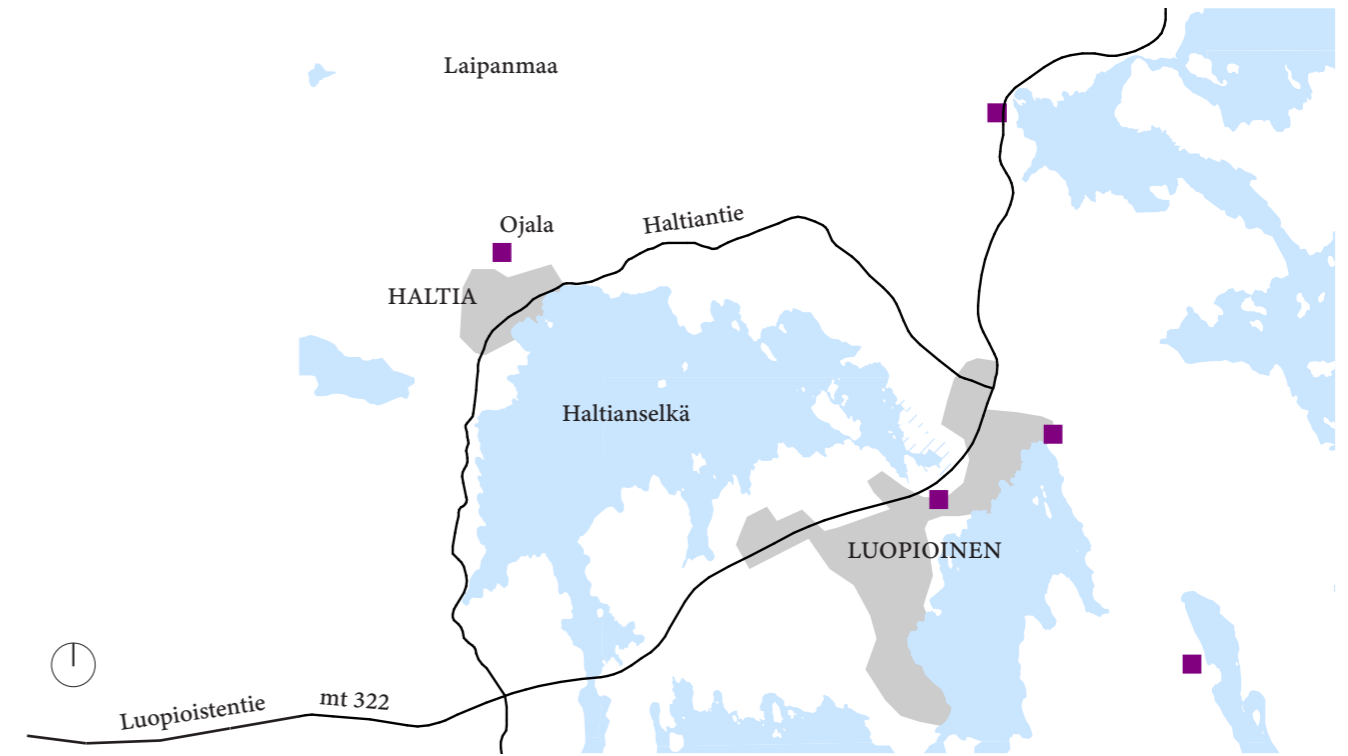 Laipanmaa
Ojala
Haltiantie
HALTIA
Haltianselkä
LUOPIOINEN
Luopioistentie
mt 322